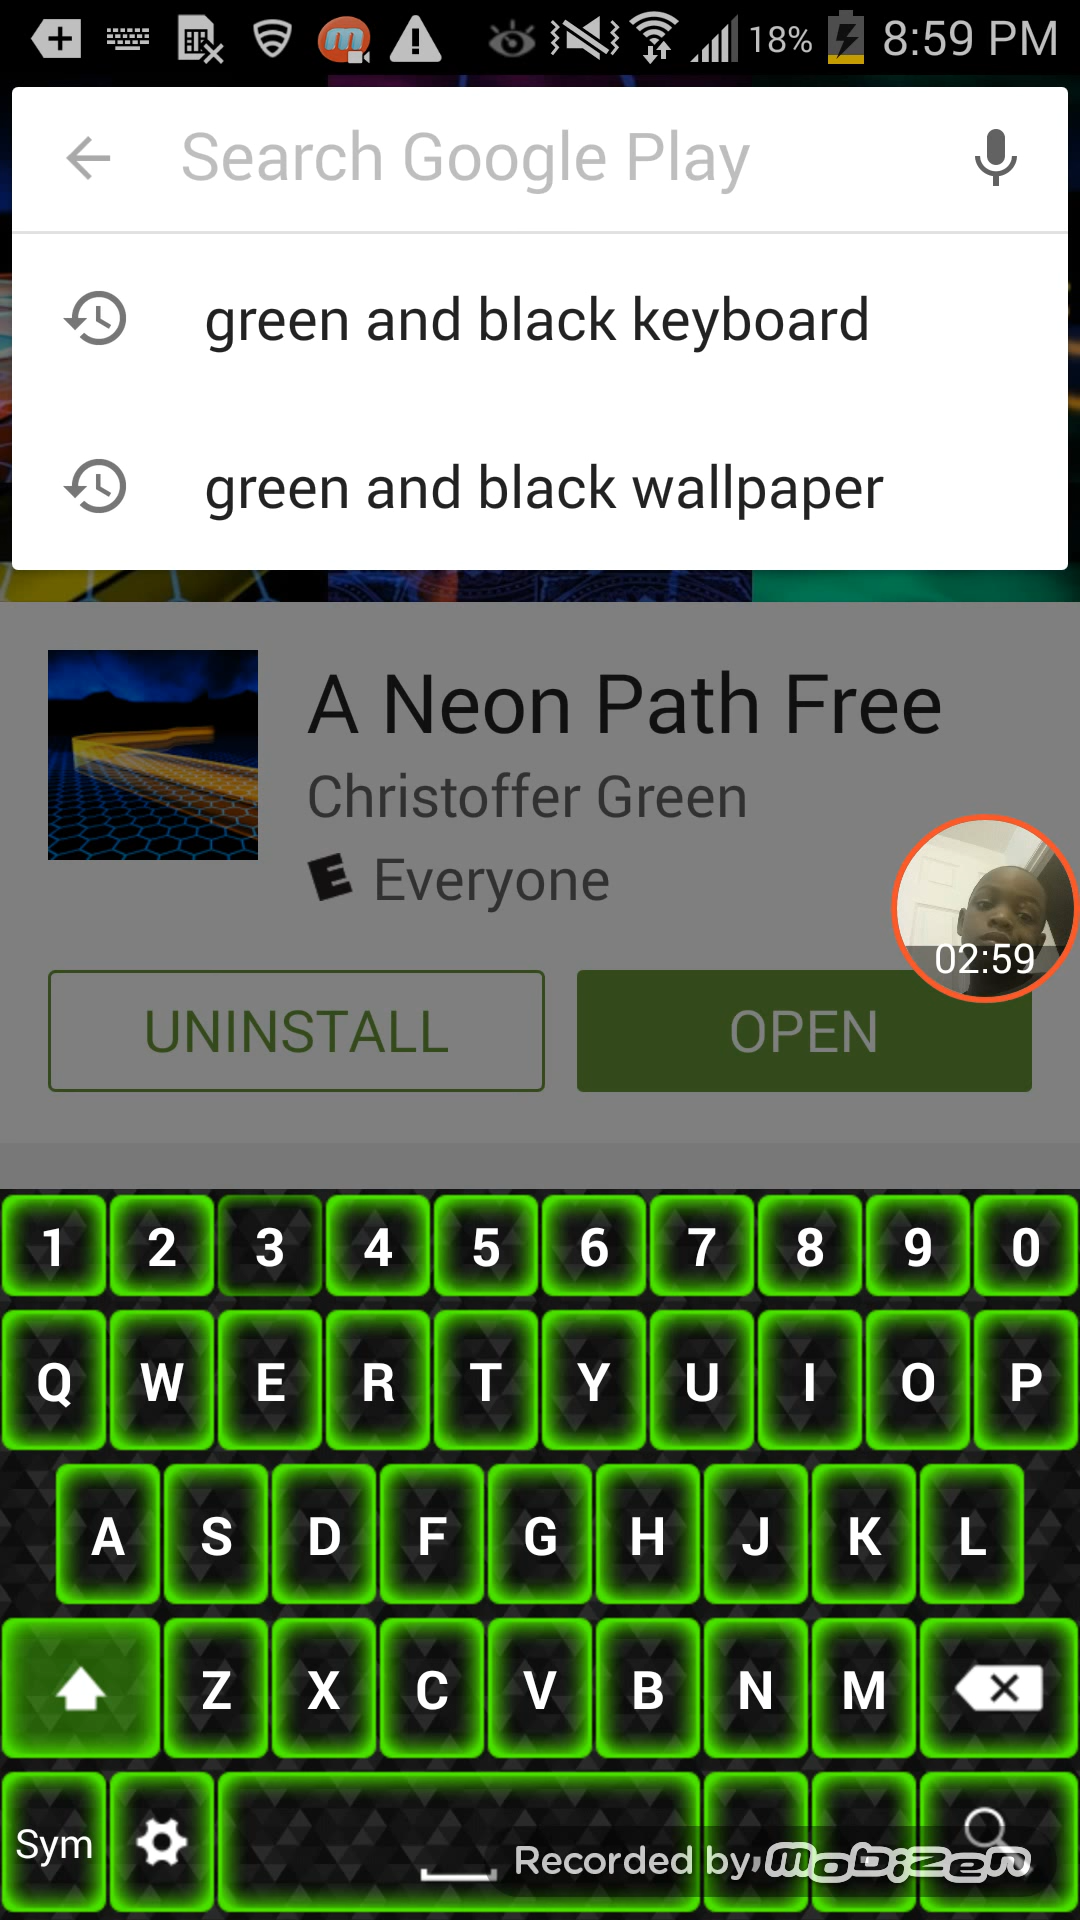 18% 8:59 PM
Search Google Play
green and black keyboard
green and black wallpaper
A Neon Path Free
Christoffer Green
E Everyone
02:59
UNINSTALL OPEN
1 2 3 4 5 6 7 8 9 0
Q W E R T Y U I O P
A S D F G H J K L
Z X C V B N M
Sym
Recorded by Mobizen